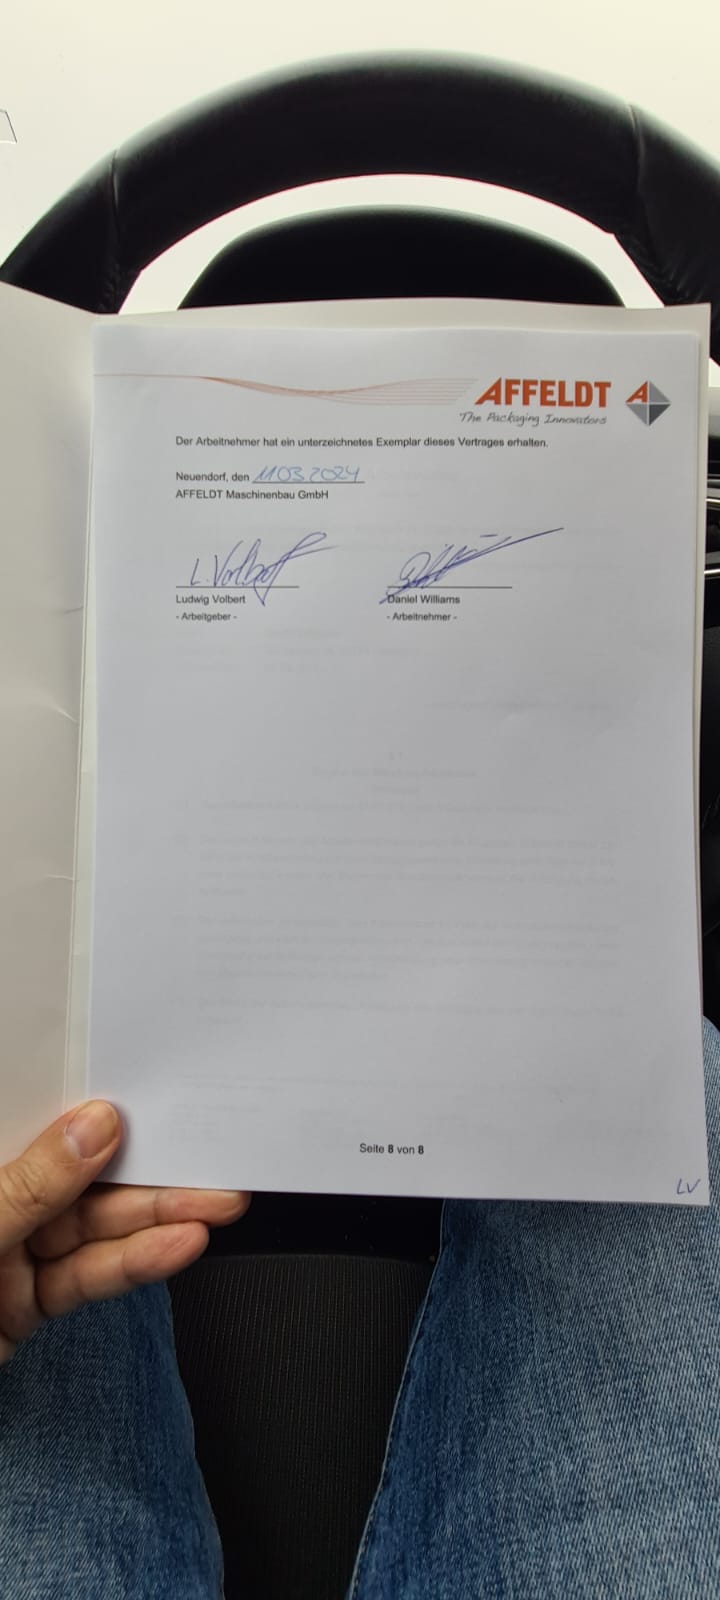 AFFELDT
The Packaging Innovators
Der Arbeitnehmer hat ein unterzeichnetes Exemplar dieses Vertrages erhalten.
Neuendorf, den 11.03.2024
AFFELDT Maschinenbau GmbH
L. Volbert
Ludwig Volbert
Daniel Williams
- Arbeitgeber -
- Arbeitnehmer -
Seite 8 von 8
LV